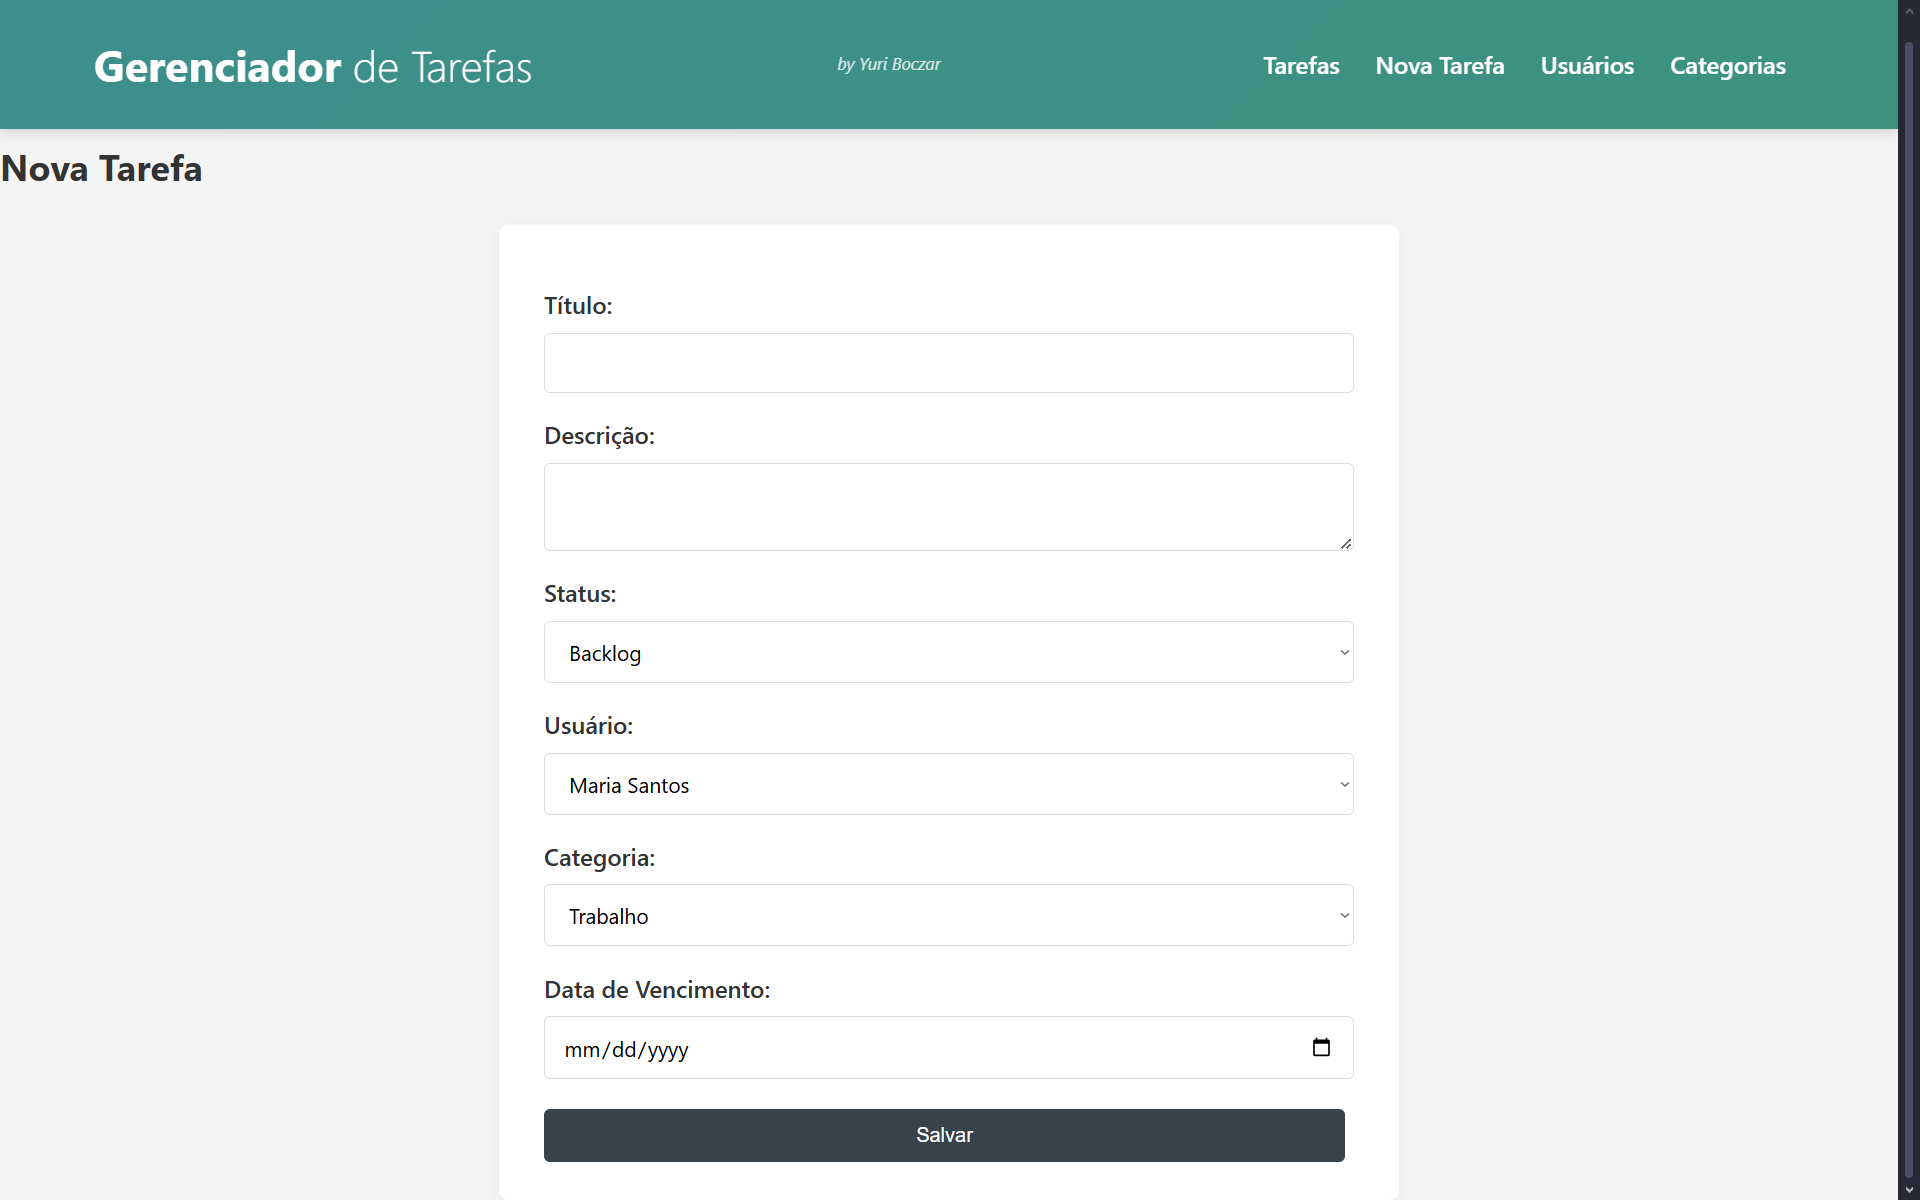 Gerenciador de Tarefas
by Yuri Boczar
Tarefas Nova Tarefa Usuários Categorias
Nova Tarefa
Título:
Descrição:
Status:
Backlog
Usuário:
Maria Santos
Categoria:
Trabalho
Data de Vencimento:
mm/dd/yyyy
Salvar